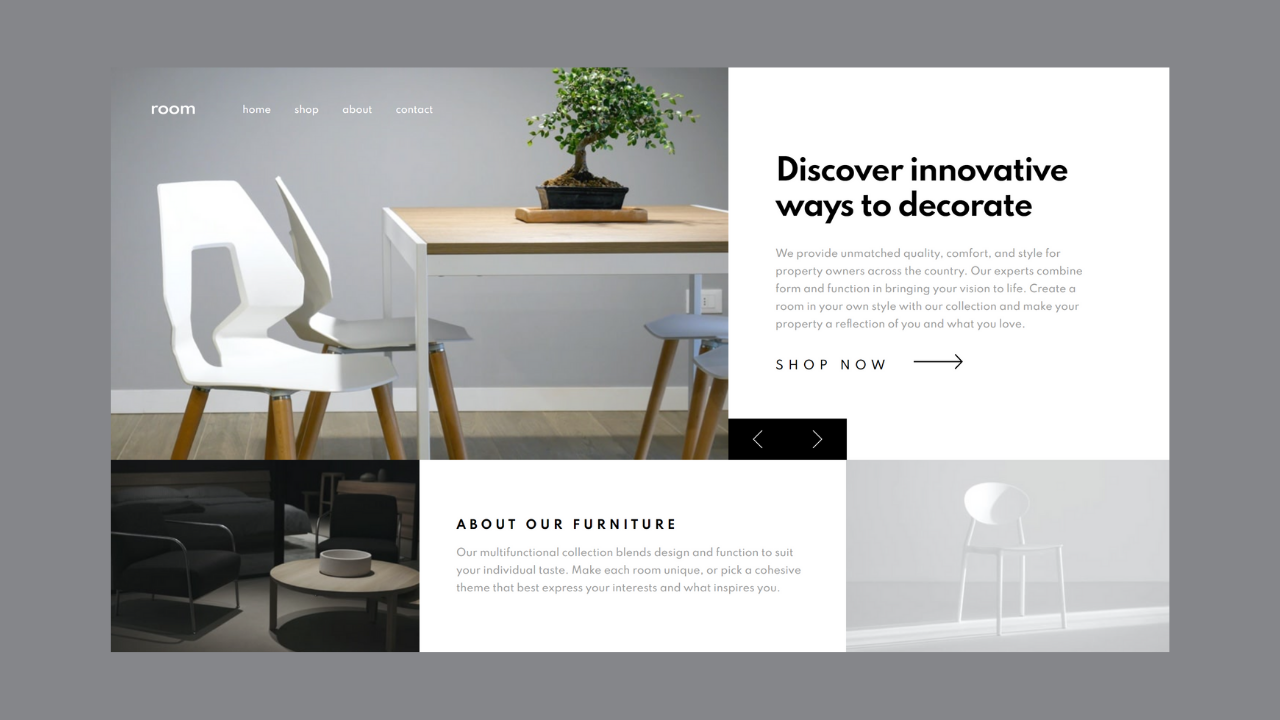 room
home shop about contact
Discover innovative
ways to decorate
We provide unmatched quality, comfort, and style for
property owners across the country. Our experts combine
form and function in bringing your vision to life. Create a
room in your own style with our collection and make your
property a reflection of you and what you love.
SHOP NOW
ABOUT OUR FURNITURE
Our multifunctional collection blends design and function to suit
your individual taste. Make each room unique, or pick a cohesive
theme that best express your interests and what inspires you.